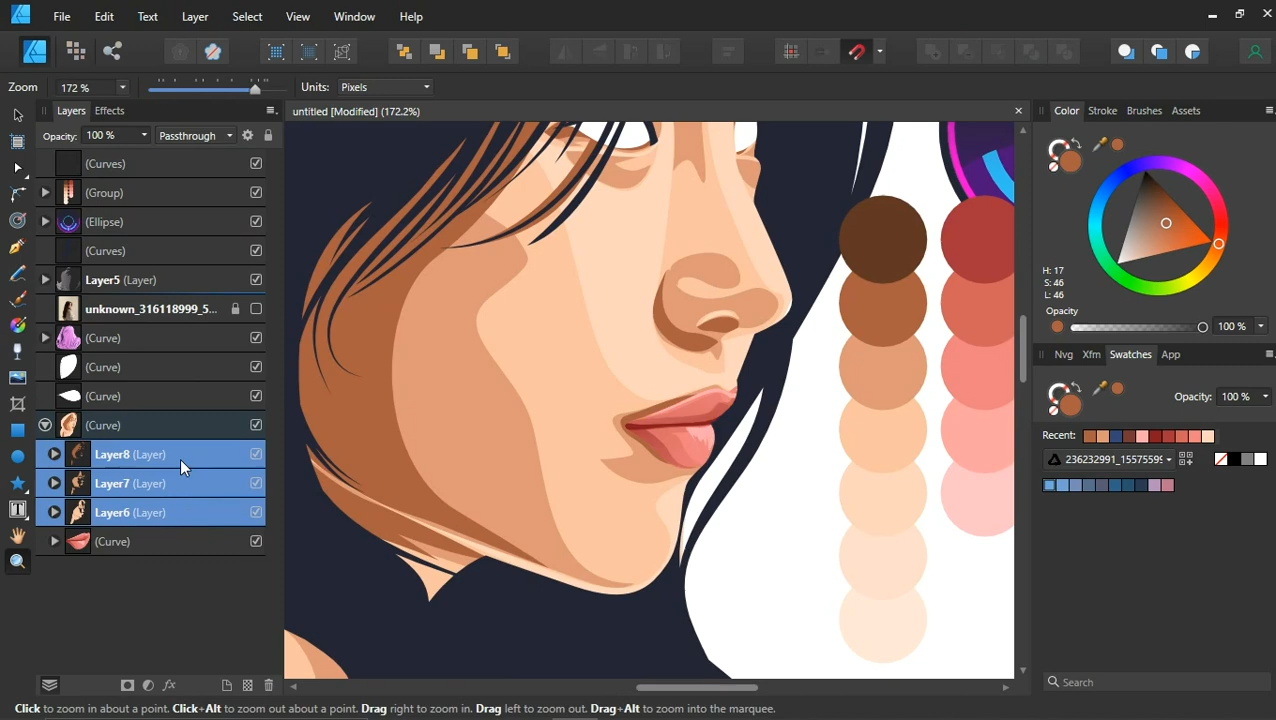 File Edit Text Layer Select View Window Help
Zoom 172 % Units: Pixels
Layers Effects
untitled [Modified] (172.2%)
Color Stroke Brushes Assets
Opacity: 100 % Passthrough
(Curves)
(Group)
(Ellipse)
(Curves)
Layer5 (Layer)
unknown_316118999_5...
(Curve)
(Curve)
(Curve)
(Curve)
Layer8 (Layer)
Layer7 (Layer)
Layer6 (Layer)
(Curve)
H: 17
S: 46
L: 46
Opacity
100 %
Nvg Xfm Swatches App
Opacity: 100 %
Recent:
236232991_1557559
Search
Click to zoom in about a point. Click+Alt to zoom out about a point. Drag right to zoom in. Drag left to zoom out. Drag+Alt to zoom into the marquee.